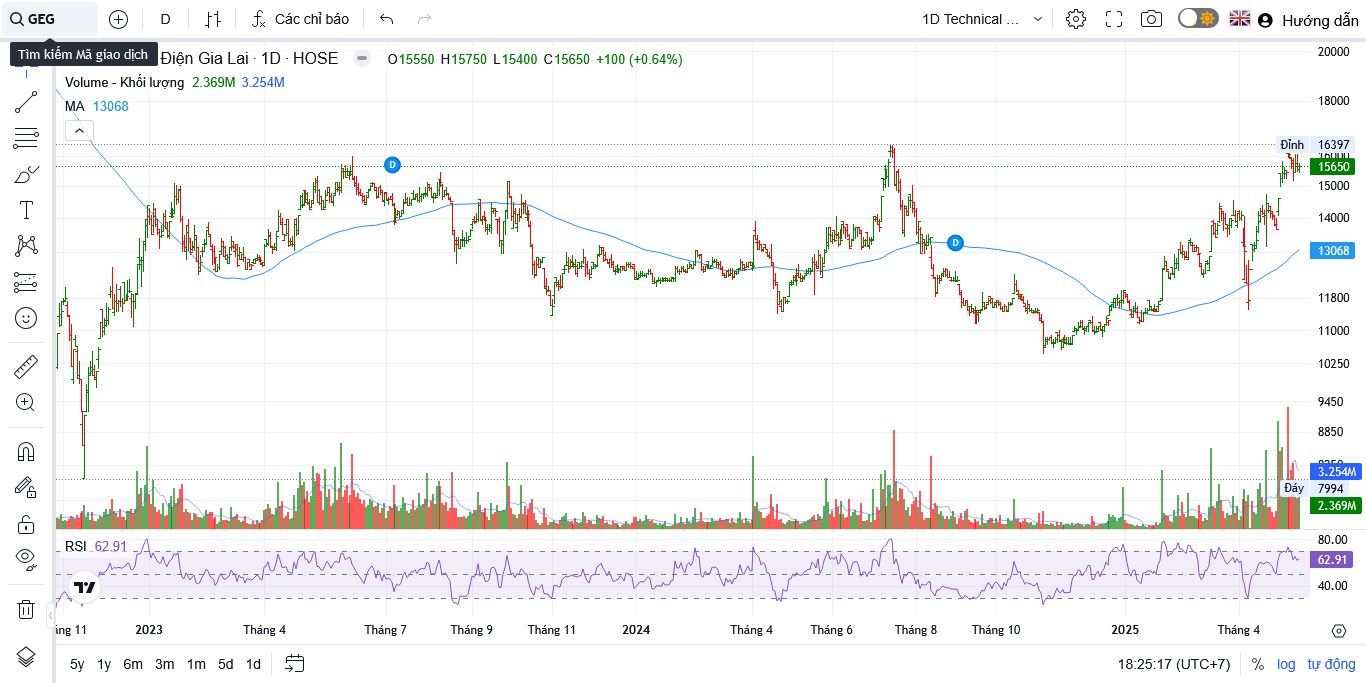 GEG D Các chỉ báo 1D Technical ... Hướng dẫn
Tìm kiếm Mã giao dịch
Điện Gia Lai · 1D · HOSE O15550 H15750 L15400 C15650 +100 (+0.64%)
Volume - Khối lượng 2.369M 3.254M
MA 13068
D
D
20000
18000
Đỉnh 16397
16000
15650
15000
14000
13068
11800
11000
10250
9450
8850
3.254M
Đáy 7994
2.369M
RSI 62.91
80.00
62.91
40.00
11 2023 Tháng 4 Tháng 7 Tháng 9 Tháng 11 2024 Tháng 4 Tháng 6 Tháng 8 Tháng 10 2025 Tháng 4
5y 1y 6m 3m 1m 5d 1d 18:25:17 (UTC+7) % log tự động